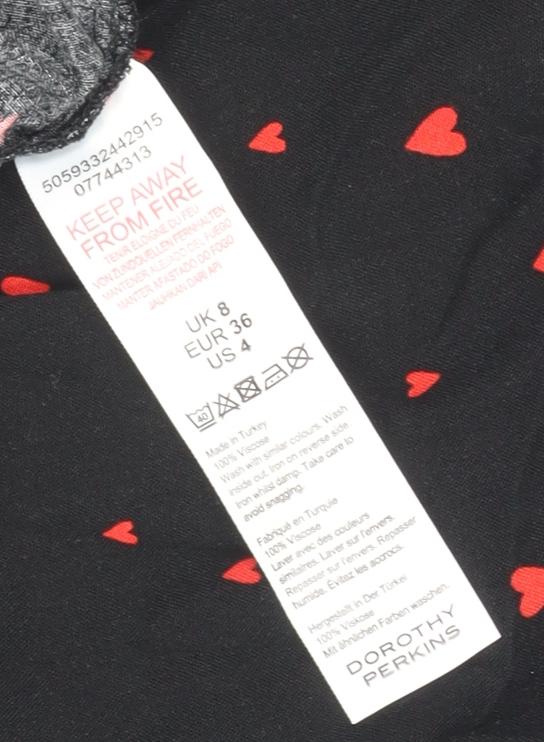 5059332442915
07744313
KEEP AWAY
FROM FIRE
TENIR ELOIGNE DU FEU
VON ZUNDQUELLEN FERNHALTEN
MANTENER ALEJADO DEL FUEGO
MANTER AFASTADO DO FOGO
JAUHKAN DARI API
UK 8
EUR 36
US 4
40
Made in Turkey
100% Viscose
Wash with similar colours. Wash
inside out. Iron on reverse side
Iron whilst damp. Take care to
avoid snagging.
Fabriqué en Turquie
100% Viscose
Laver avec des couleurs
similaires. Laver sur l'envers.
Repasser sur l'envers. Repasser
humide. Évitez les accrocs.
Hergestellt in Der Türkei
100% Viskose
Mit ähnlichen Farben waschen.
DOROTHY
PERKINS